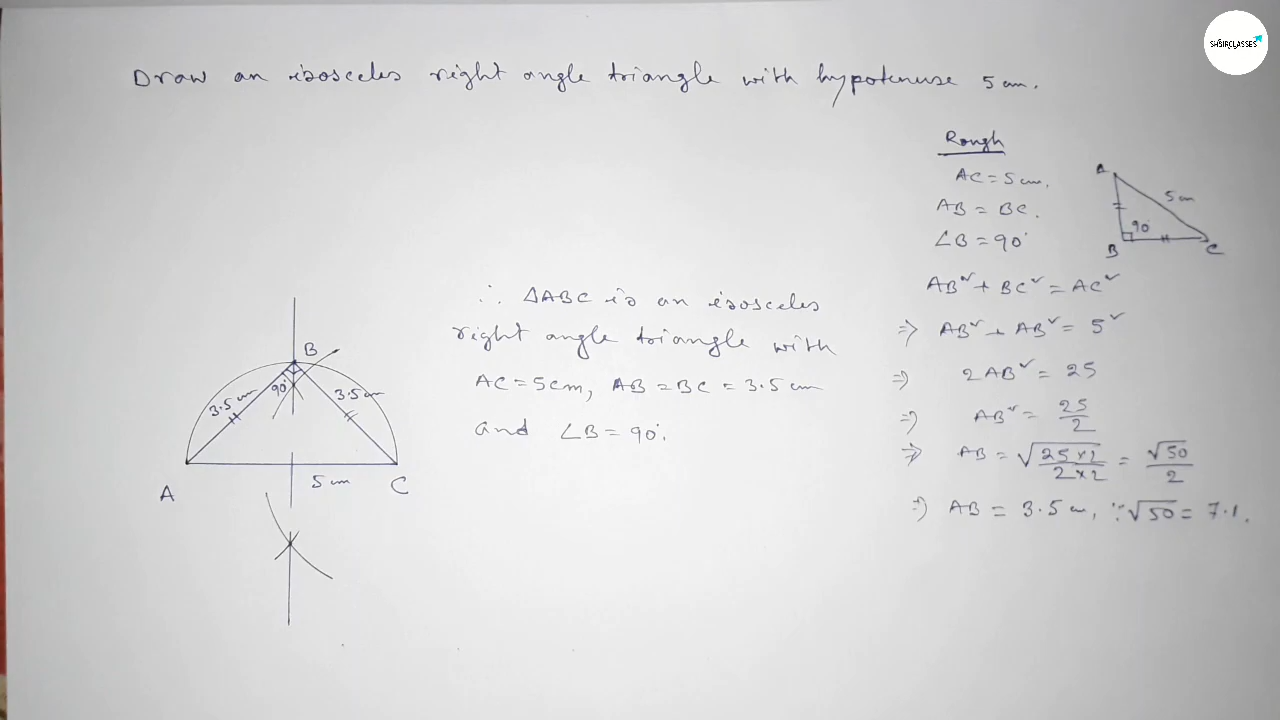 SHSIRCLASSES
Draw an isosceles right angle triangle with hypotenuse 5 cm.
Rough
AC = 5 cm.
AB = BC.
∠B = 90°
A
5 cm
90°
B
C
AB² + BC² = AC²
⇒ AB² + AB² = 5²
⇒ 2AB² = 25
⇒ AB² = 25/2
⇒ AB = √(25×2)/(2×2) = √50/2
⇒ AB = 3.5 cm, ∵ √50 = 7.1.
∴ ΔABC is an isosceles
right angle triangle with
AC = 5cm, AB = BC = 3.5 cm
and ∠B = 90°.
B
90°
3.5 cm
3.5 cm
5 cm
A
C